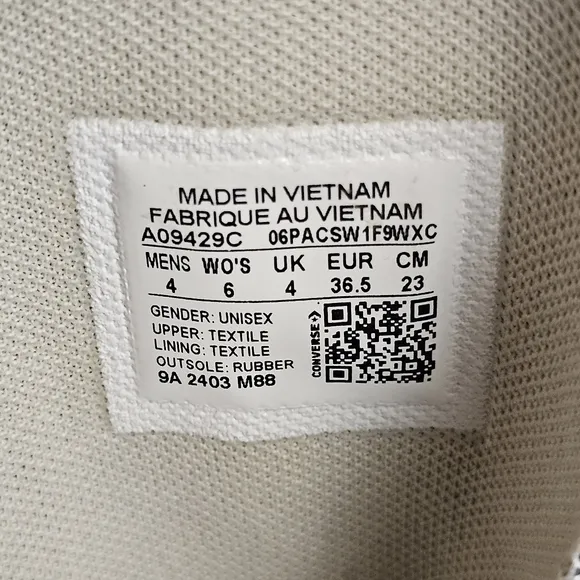 MADE IN VIETNAM
FABRIQUE AU VIETNAM
A09429C 06PACSW1F9WXC
MENS WO'S UK EUR CM
4 6 4 36.5 23
GENDER: UNISEX
UPPER: TEXTILE
LINING: TEXTILE
OUTSOLE: RUBBER
9A 2403 M88
CONVERSE